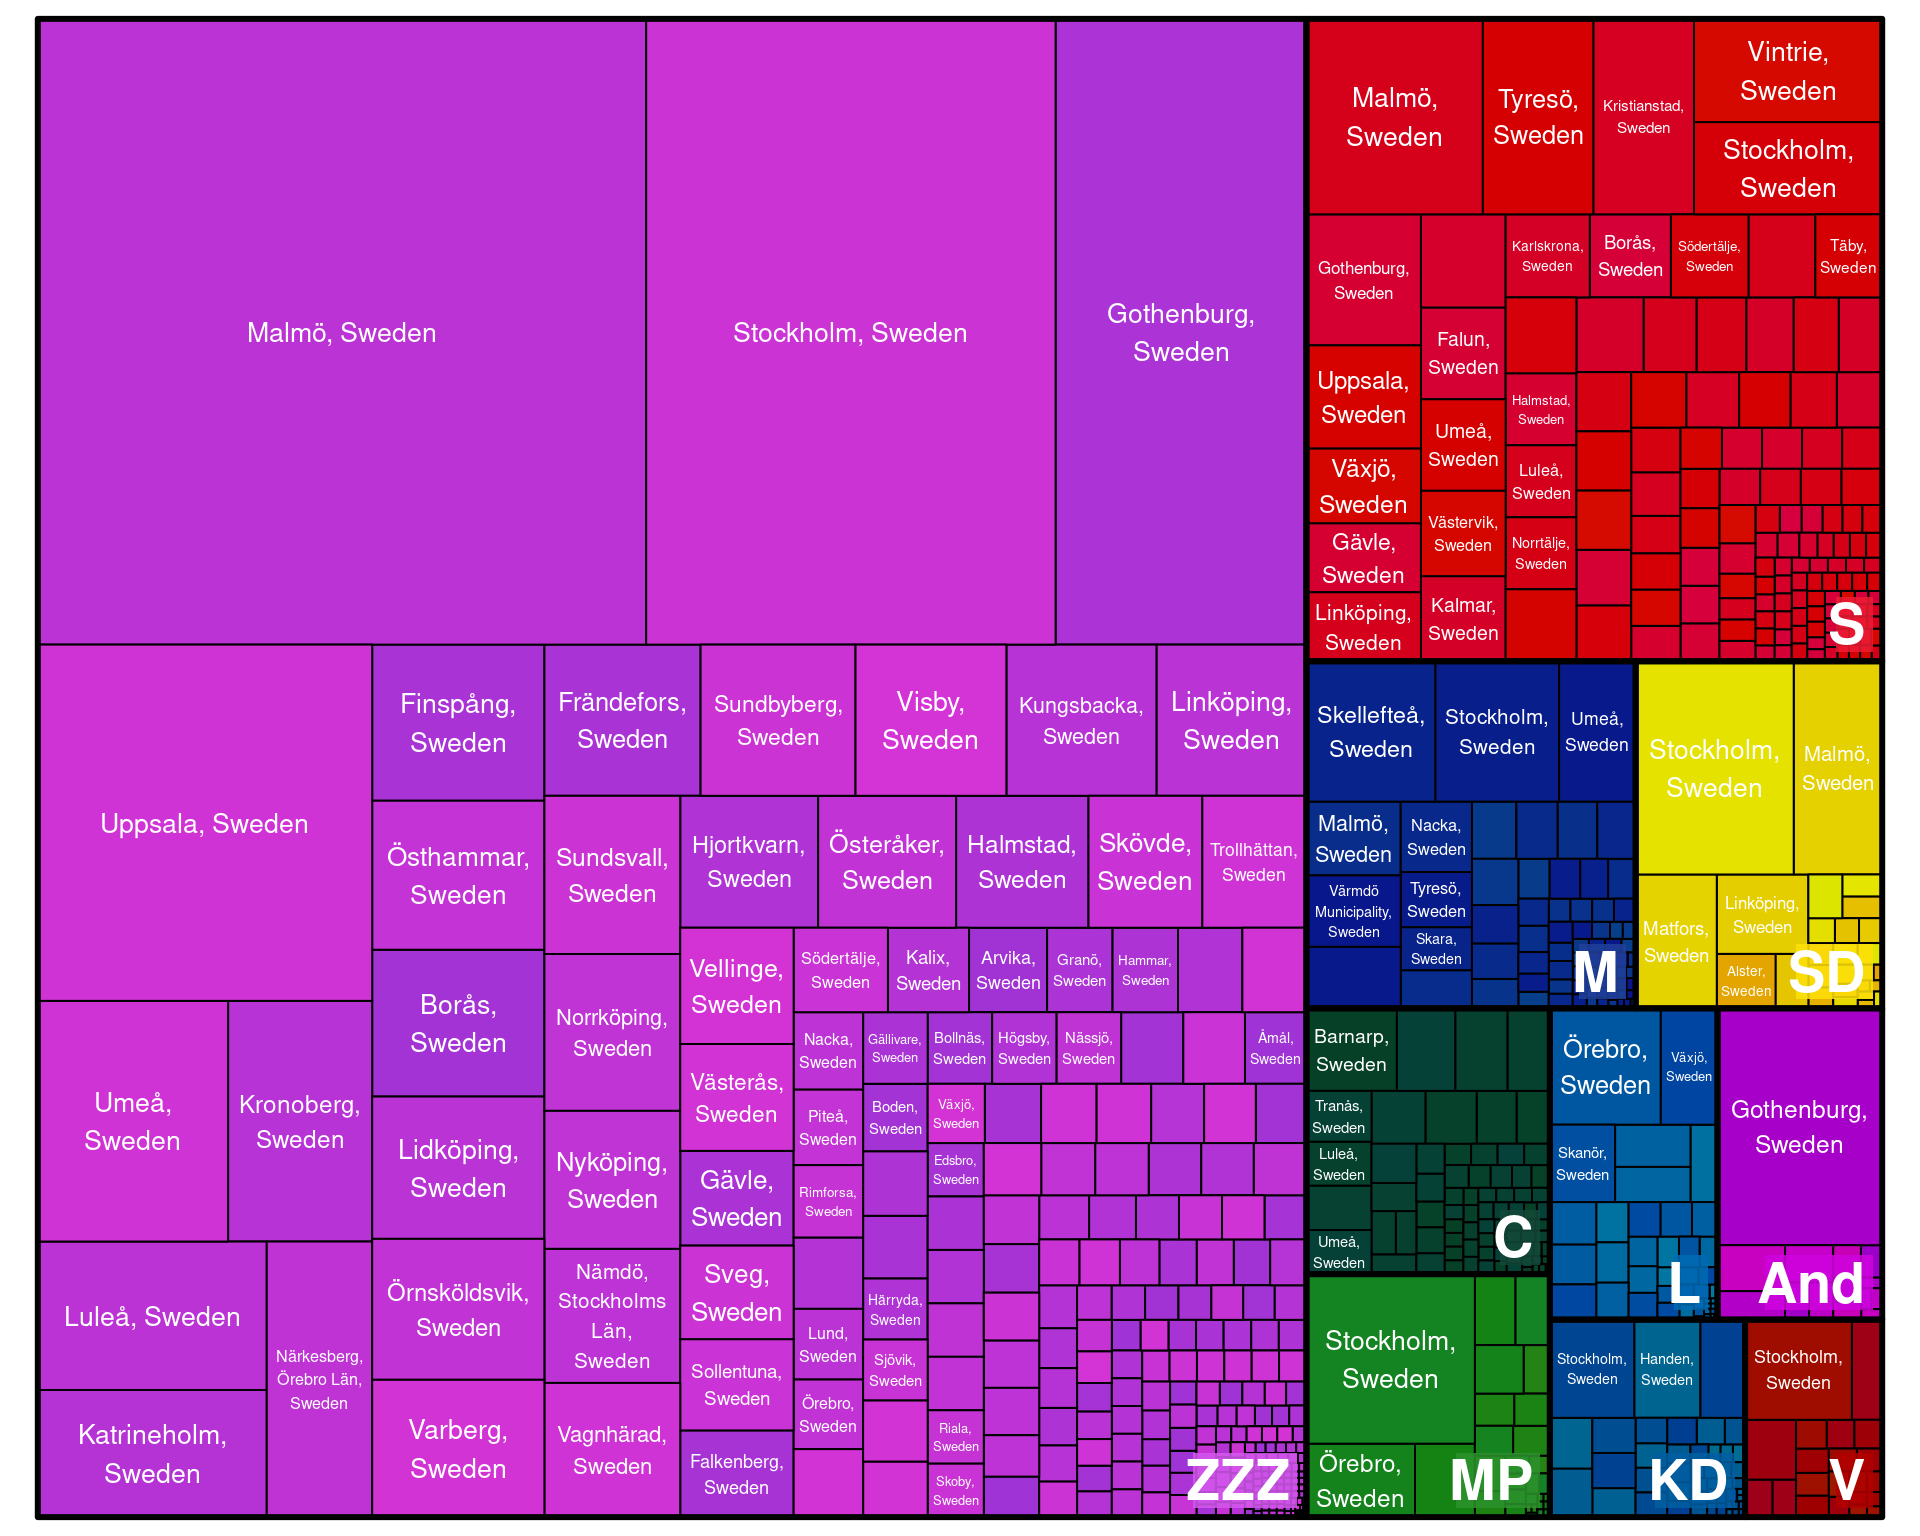 Malmö, Sweden
Stockholm, Sweden
Gothenburg,
Sweden
Uppsala, Sweden
Umeå,
Sweden
Kronoberg,
Sweden
Luleå, Sweden
Katrineholm,
Sweden
Närkesberg,
Örebro Län,
Sweden
Finspång,
Sweden
Östhammar,
Sweden
Borås,
Sweden
Lidköping,
Sweden
Örnsköldsvik,
Sweden
Varberg,
Sweden
Frändefors,
Sweden
Sundbyberg,
Sweden
Visby,
Sweden
Kungsbacka,
Sweden
Linköping,
Sweden
Sundsvall,
Sweden
Norrköping,
Sweden
Nyköping,
Sweden
Nämdö,
Stockholms
Län,
Sweden
Vagnhärad,
Sweden
Hjortkvarn,
Sweden
Österåker,
Sweden
Halmstad,
Sweden
Skövde,
Sweden
Trollhättan,
Sweden
Vellinge,
Sweden
Västerås,
Sweden
Gävle,
Sweden
Sveg,
Sweden
Sollentuna,
Sweden
Falkenberg,
Sweden
Södertälje,
Sweden
Kalix,
Sweden
Arvika,
Sweden
Granö,
Sweden
Hammar,
Sweden
Nacka,
Sweden
Piteå,
Sweden
Rimforsa,
Sweden
Lund,
Sweden
Örebro,
Sweden
Gällivare,
Sweden
Boden,
Sweden
Härryda,
Sweden
Sjövik,
Sweden
Bollnäs,
Sweden
Högsby,
Sweden
Nässjö,
Sweden
Åmål,
Sweden
Växjö,
Sweden
Edsbro,
Sweden
Riala,
Sweden
Skoby,
Sweden
ZZZ
Malmö,
Sweden
Tyresö,
Sweden
Kristianstad,
Sweden
Vintrie,
Sweden
Stockholm,
Sweden
Gothenburg,
Sweden
Uppsala,
Sweden
Växjö,
Sweden
Gävle,
Sweden
Linköping,
Sweden
Falun,
Sweden
Umeå,
Sweden
Västervik,
Sweden
Kalmar,
Sweden
Karlskrona,
Sweden
Borås,
Sweden
Södertälje,
Sweden
Täby,
Sweden
Halmstad,
Sweden
Luleå,
Sweden
Norrtälje,
Sweden
S
Skellefteå,
Sweden
Stockholm,
Sweden
Umeå,
Sweden
Malmö,
Sweden
Värmdö
Municipality,
Sweden
Nacka,
Sweden
Tyresö,
Sweden
Skara,
Sweden
M
Stockholm,
Sweden
Malmö,
Sweden
Matfors,
Sweden
Linköping,
Sweden
Alster,
Sweden
SD
Barnarp,
Sweden
Tranås,
Sweden
Luleå,
Sweden
Umeå,
Sweden
C
Örebro,
Sweden
Växjö,
Sweden
Skanör,
Sweden
L
Gothenburg,
Sweden
And
Stockholm,
Sweden
Örebro,
Sweden
MP
Stockholm,
Sweden
Handen,
Sweden
KD
Stockholm,
Sweden
V